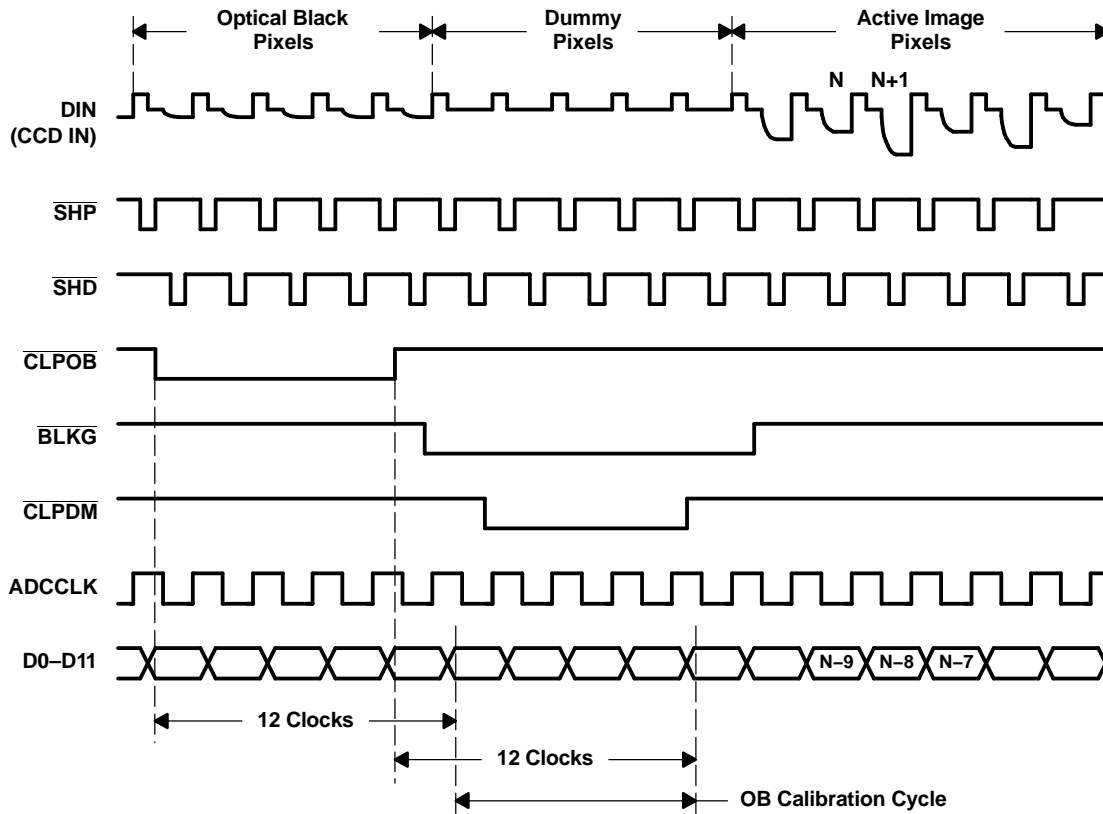 Optical Black
Pixels
Dummy
Pixels
Active Image
Pixels
DIN
(CCD IN)
N N+1
SHP
SHD
CLPOB
BLKG
CLPDM
ADCCLK
D0–D11
N–9 N–8 N–7
12 Clocks
12 Clocks
OB Calibration Cycle